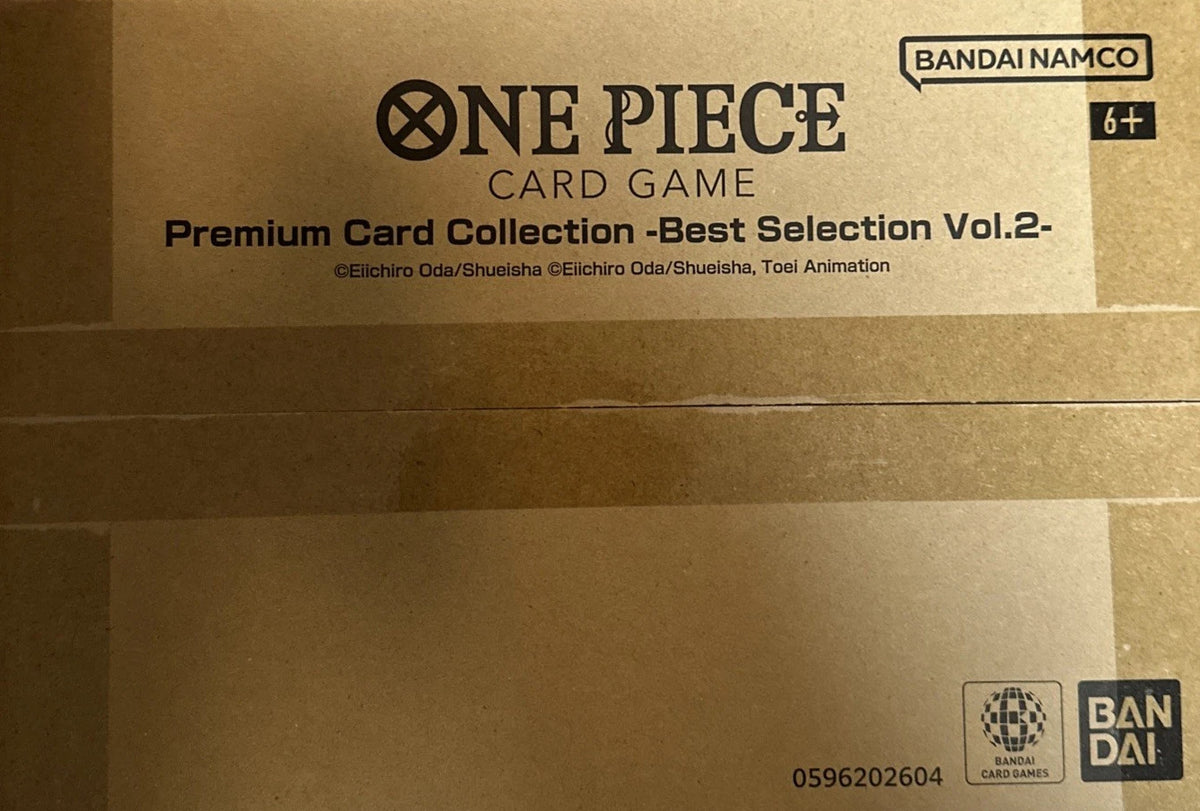 BANDAI NAMCO
6+
ONE PIECE
CARD GAME
Premium Card Collection -Best Selection Vol.2-
©Eiichiro Oda/Shueisha ©Eiichiro Oda/Shueisha, Toei Animation
0596202604
BANDAI
CARD GAMES
BAN
DAI